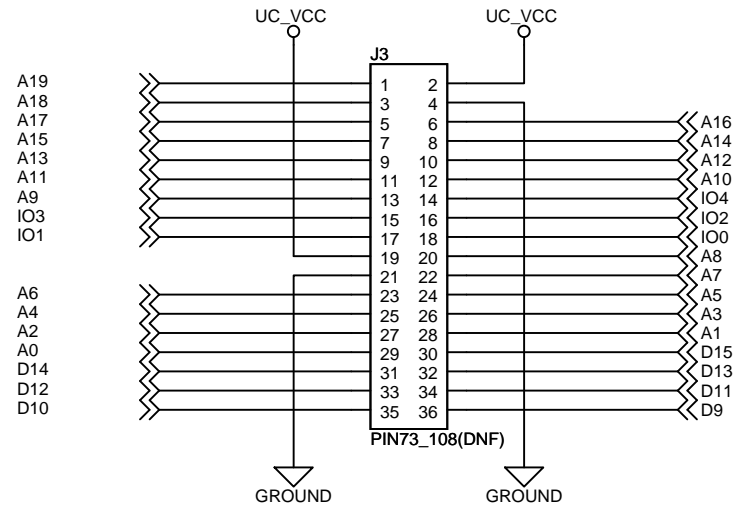 UC_VCC UC_VCC
J3
A19 1 2
A18 3 4
A17 5 6 A16
A15 7 8 A14
A13 9 10 A12
A11 11 12 A10
A9 13 14 IO4
IO3 15 16 IO2
IO1 17 18 IO0
19 20 A8
21 22 A7
A6 23 24 A5
A4 25 26 A3
A2 27 28 A1
A0 29 30 D15
D14 31 32 D13
D12 33 34 D11
D10 35 36 D9
PIN73_108(DNF)
GROUND GROUND